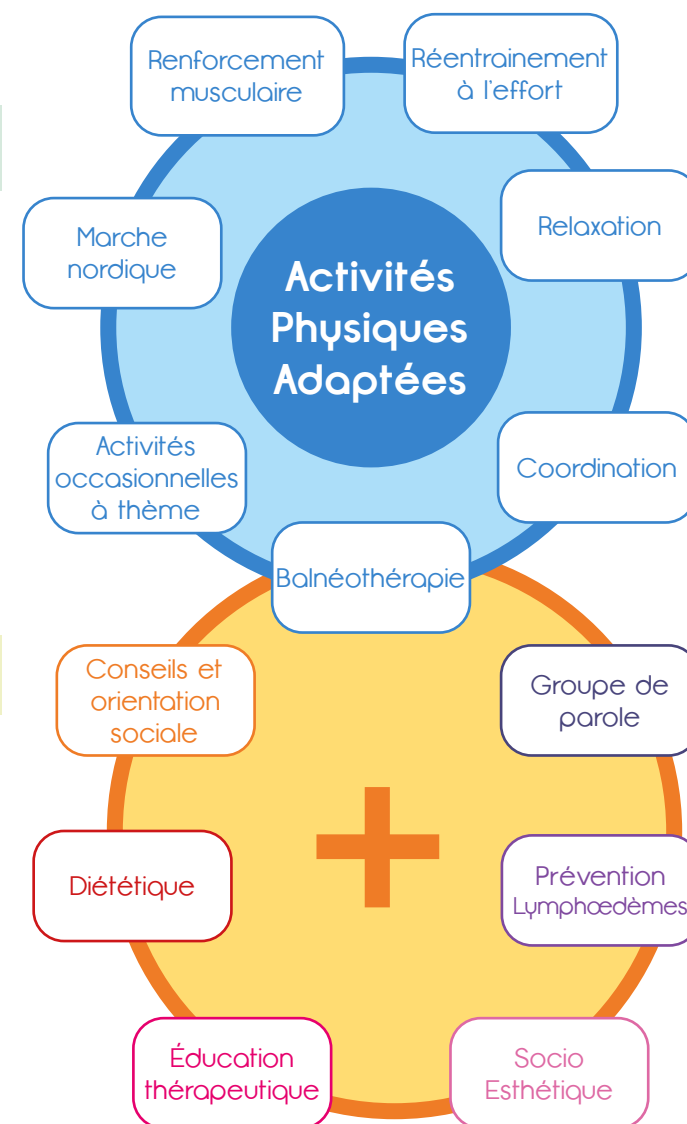 Renforcement
musculaire
Réentrainement
à l'effort
Marche
nordique
Relaxation
Activités
Physiques
Adaptées
Activités
occasionnelles
à thème
Coordination
Balnéothérapie
Conseils et
orientation
sociale
Groupe de
parole
+
Diététique
Prévention
Lymphœdèmes
Éducation
thérapeutique
Socio
Esthétique